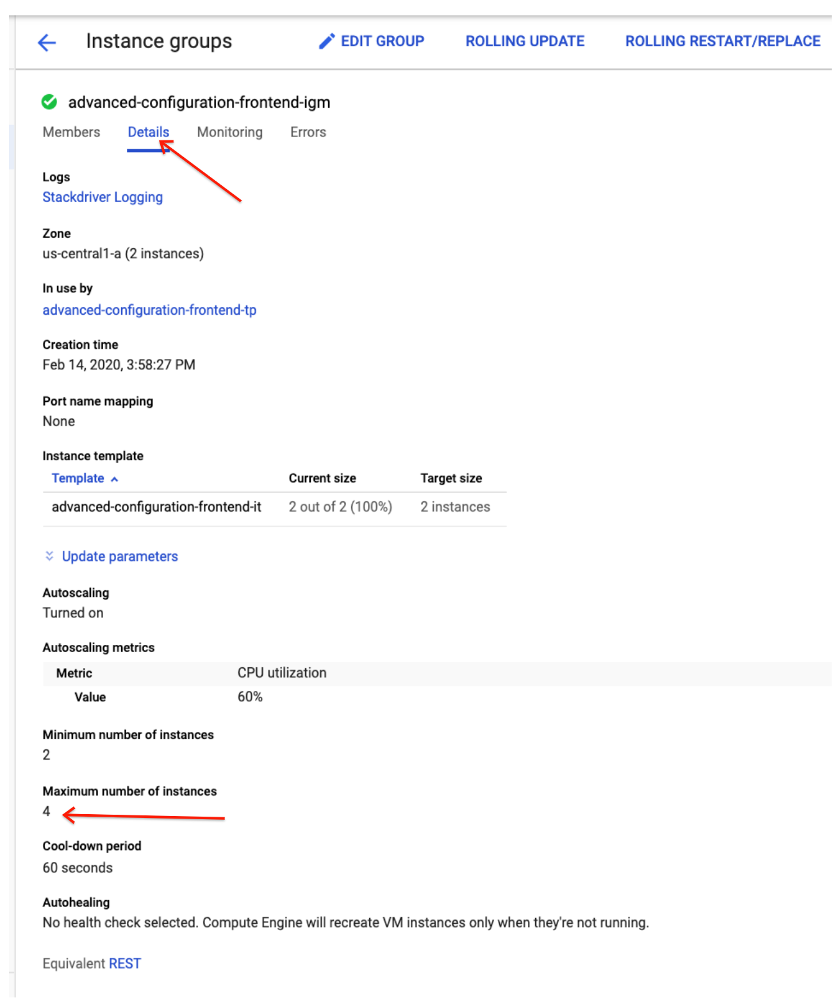 Instance groups
EDIT GROUP
ROLLING UPDATE
ROLLING RESTART/REPLACE
advanced-configuration-frontend-igm
Members Details Monitoring Errors
Logs
Stackdriver Logging
Zone
us-central1-a (2 instances)
In use by
advanced-configuration-frontend-tp
Creation time
Feb 14, 2020, 3:58:27 PM
Port name mapping
None
Instance template
Template Current size Target size
advanced-configuration-frontend-it 2 out of 2 (100%) 2 instances
Update parameters
Autoscaling
Turned on
Autoscaling metrics
Metric CPU utilization
Value 60%
Minimum number of instances
2
Maximum number of instances
4
Cool-down period
60 seconds
Autohealing
No health check selected. Compute Engine will recreate VM instances only when they're not running.
Equivalent REST